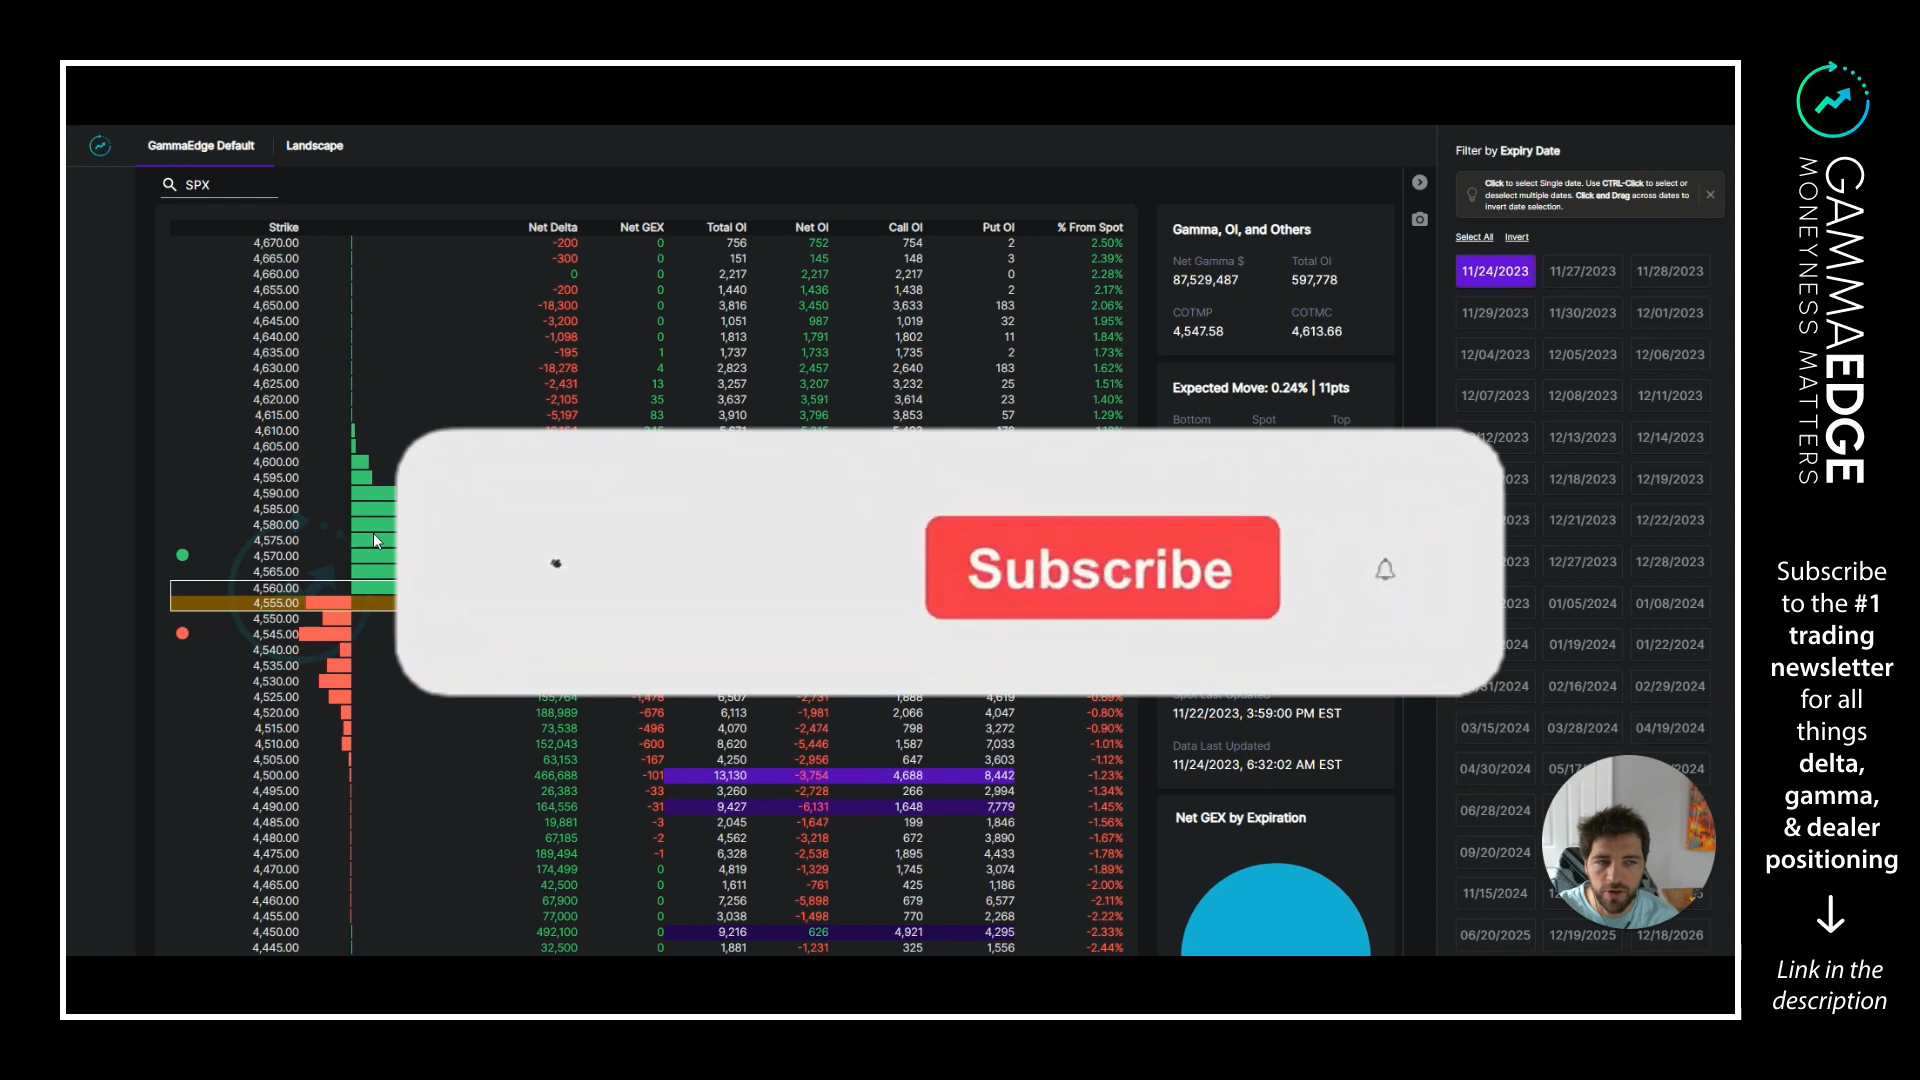 GammaEdge Default
Landscape
SPX
Strike Net Delta Net GEX Total OI Net OI Call OI Put OI % From Spot
4,670.00 -200 0 756 752 754 2 2.50%
4,665.00 -300 0 151 145 148 3 2.39%
4,660.00 0 0 2,217 2,217 2,217 0 2.28%
4,655.00 -200 0 1,440 1,436 1,438 2 2.17%
4,650.00 -18,300 0 3,816 3,450 3,633 183 2.06%
4,645.00 -3,200 0 1,051 987 1,019 32 1.95%
4,640.00 -1,098 0 1,813 1,791 1,802 11 1.84%
4,635.00 -195 1 1,737 1,733 1,735 2 1.73%
4,630.00 -18,278 4 2,823 2,457 2,640 183 1.62%
4,625.00 -2,431 13 3,257 3,207 3,232 25 1.51%
4,620.00 -2,105 35 3,637 3,591 3,614 23 1.40%
4,615.00 -5,197 83 3,910 3,796 3,853 57 1.29%
4,610.00
4,605.00
4,600.00
4,595.00
4,590.00
4,585.00
4,580.00
4,575.00
4,570.00
4,565.00
4,560.00
4,555.00
4,550.00
4,545.00
4,540.00
4,535.00
4,530.00
4,525.00
4,520.00 188,989 -676 6,113 -1,981 2,066 4,047 -0.80%
4,515.00 73,538 -496 4,070 -2,474 798 3,272 -0.90%
4,510.00 152,043 -600 8,620 -5,446 1,587 7,033 -1.01%
4,505.00 63,153 -167 4,250 -2,956 647 3,603 -1.12%
4,500.00 466,688 -101 13,130 -3,754 4,688 8,442 -1.23%
4,495.00 26,383 -33 3,260 -2,728 266 2,994 -1.34%
4,490.00 164,556 -31 9,427 -6,131 1,648 7,779 -1.45%
4,485.00 19,881 -3 2,045 -1,647 199 1,846 -1.56%
4,480.00 67,185 -2 4,562 -3,218 672 3,890 -1.67%
4,475.00 189,494 -1 6,328 -2,538 1,895 4,433 -1.78%
4,470.00 174,499 0 4,819 -1,329 1,745 3,074 -1.89%
4,465.00 42,500 0 1,611 -761 425 1,186 -2.00%
4,460.00 67,900 0 7,256 -5,898 679 6,577 -2.11%
4,455.00 77,000 0 3,038 -1,498 770 2,268 -2.22%
4,450.00 492,100 0 9,216 626 4,921 4,295 -2.33%
4,445.00 32,500 0 1,881 -1,231 325 1,556 -2.44%
Subscribe
Gamma, OI, and Others
Net Gamma $ Total OI
87,529,487 597,778
COTMP COTMC
4,547.58 4,613.66
Expected Move: 0.24% | 11pts
Bottom Spot Top
11/22/2023, 3:59:00 PM EST
Data Last Updated
11/24/2023, 6:32:02 AM EST
Net GEX by Expiration
Filter by Expiry Date
Click to select Single date. Use CTRL-Click to select or
deselect multiple dates. Click and Drag across dates to
invert date selection.
Select All Invert
11/24/2023 11/27/2023 11/28/2023
11/29/2023 11/30/2023 12/01/2023
12/04/2023 12/05/2023 12/06/2023
12/07/2023 12/08/2023 12/11/2023
12/13/2023 12/14/2023
12/18/2023 12/19/2023
12/21/2023 12/22/2023
12/27/2023 12/28/2023
01/05/2024 01/08/2024
01/19/2024 01/22/2024
02/16/2024 02/29/2024
03/15/2024 03/28/2024 04/19/2024
04/30/2024
06/28/2024
09/20/2024
11/15/2024
06/20/2025 12/19/2025 12/18/2026
GAMMAEDGE
MONEYNESS MATTERS
Subscribe
to the #1
trading
newsletter
for all
things
delta,
gamma,
& dealer
positioning
Link in the
description